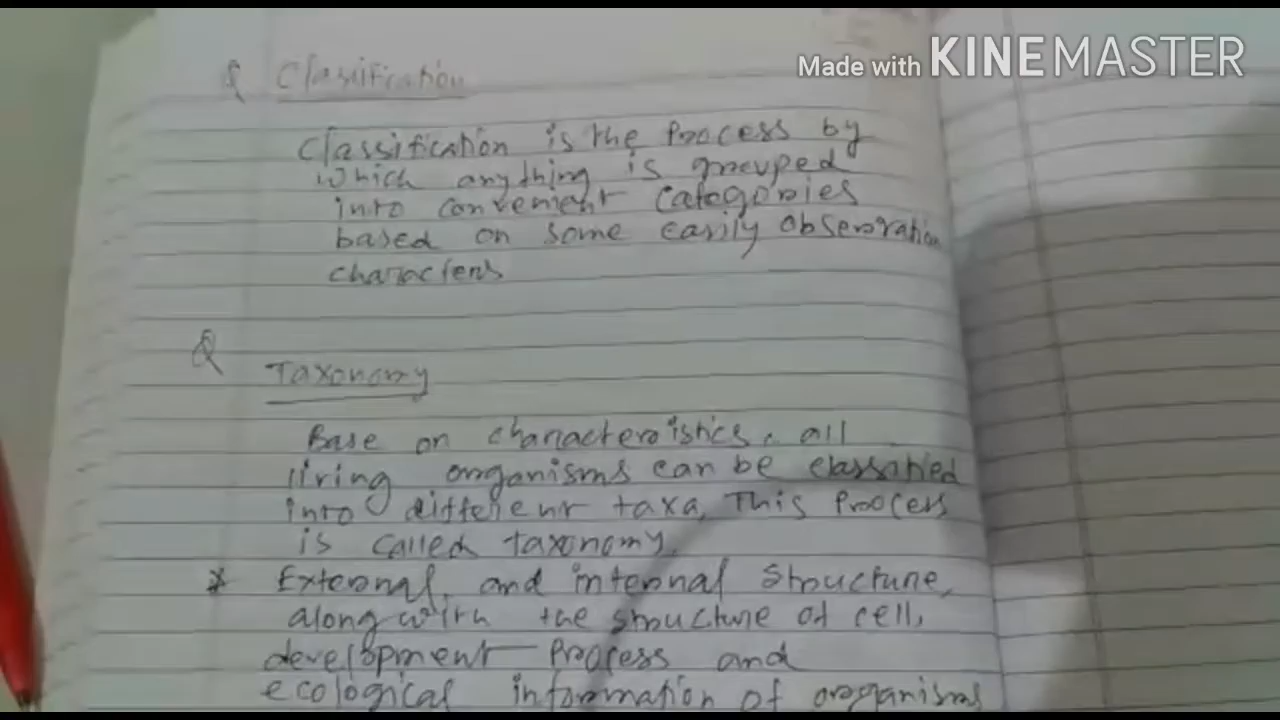 Made with KINEMASTER
Q Classification
Classification is the Process by
which anything is grouped
into convenient categories
based on some easily observation
characters
Q
Taxonomy
Base on characteristics, all
living organisms can be classified
into different taxa, This Process
is called taxonomy.
* External, and internal structure,
along with the structure of cell,
development Process and
ecological information of organisms